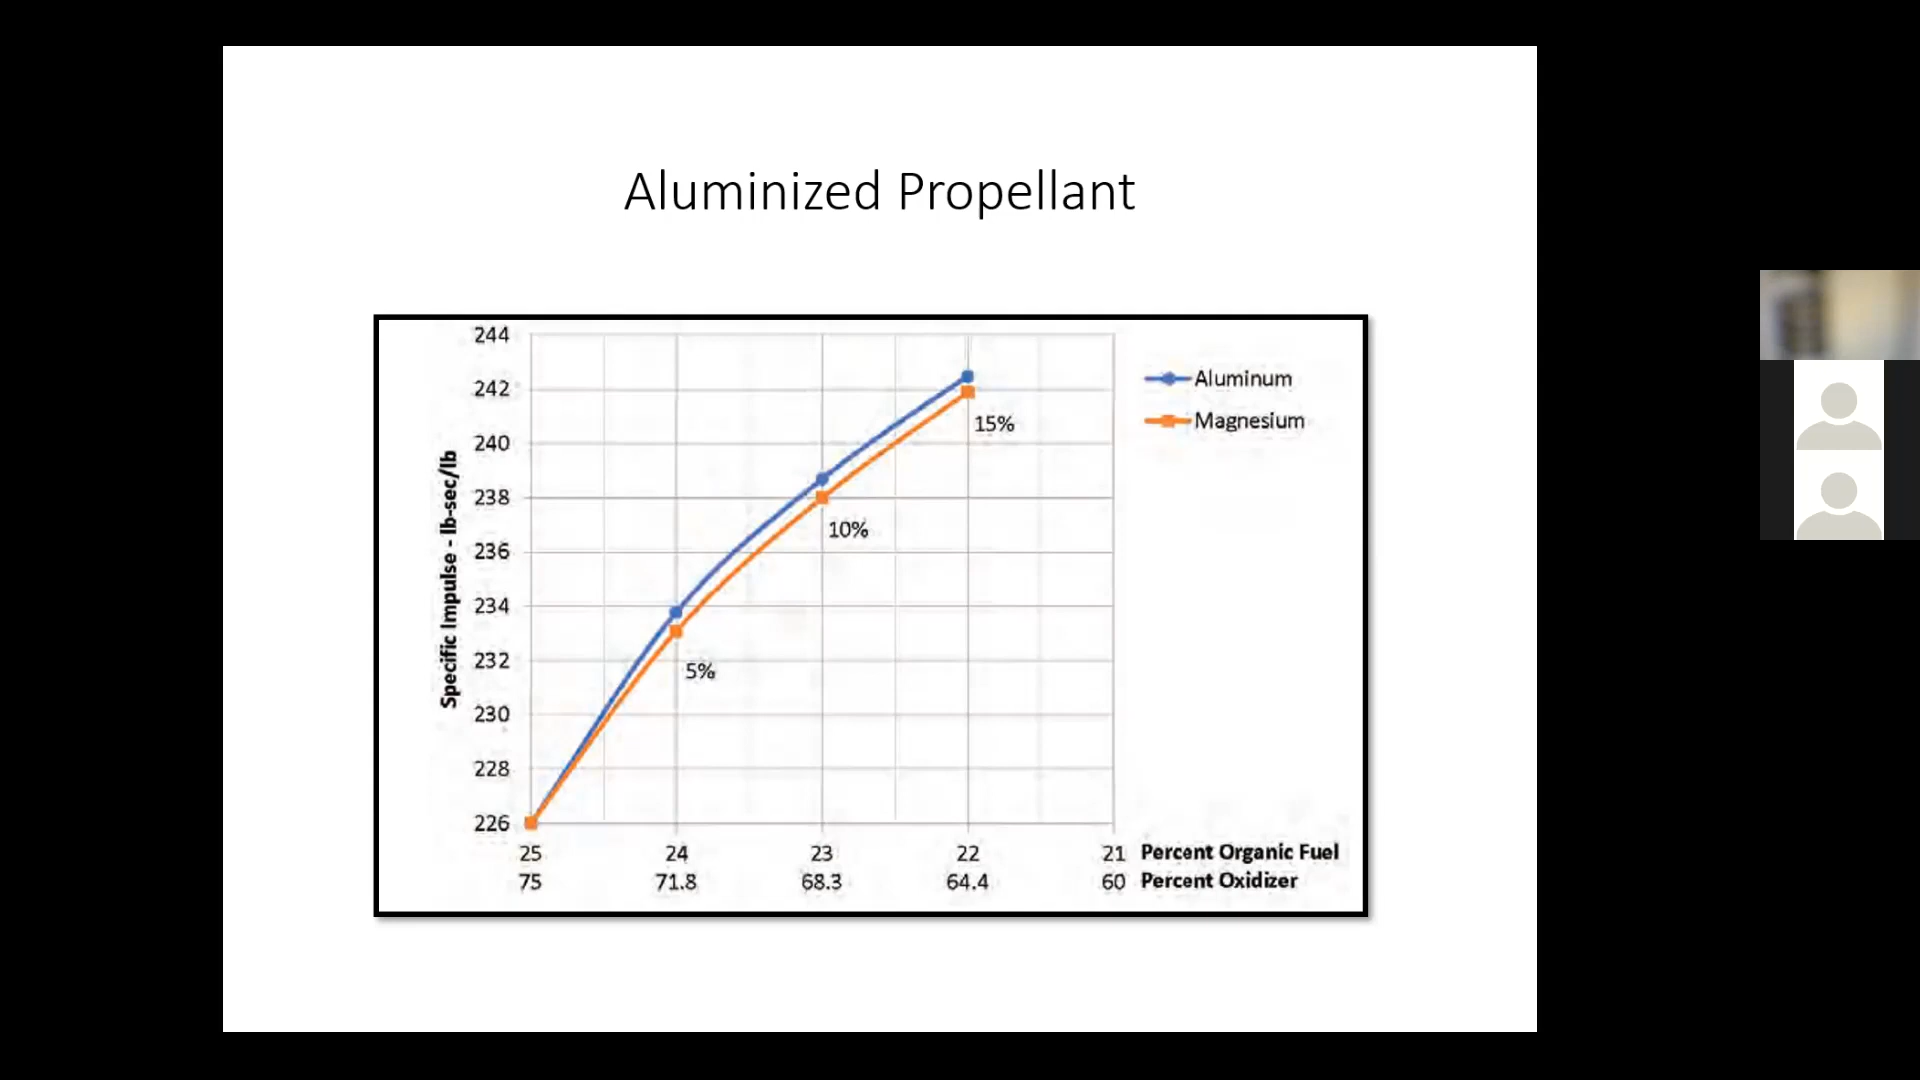 Aluminized Propellant
244
242
240
238
236
234
232
230
228
226
Specific Impulse - lb-sec/lb
Aluminum
Magnesium
15%
10%
5%
25 24 23 22 21 Percent Organic Fuel
75 71.8 68.3 64.4 60 Percent Oxidizer